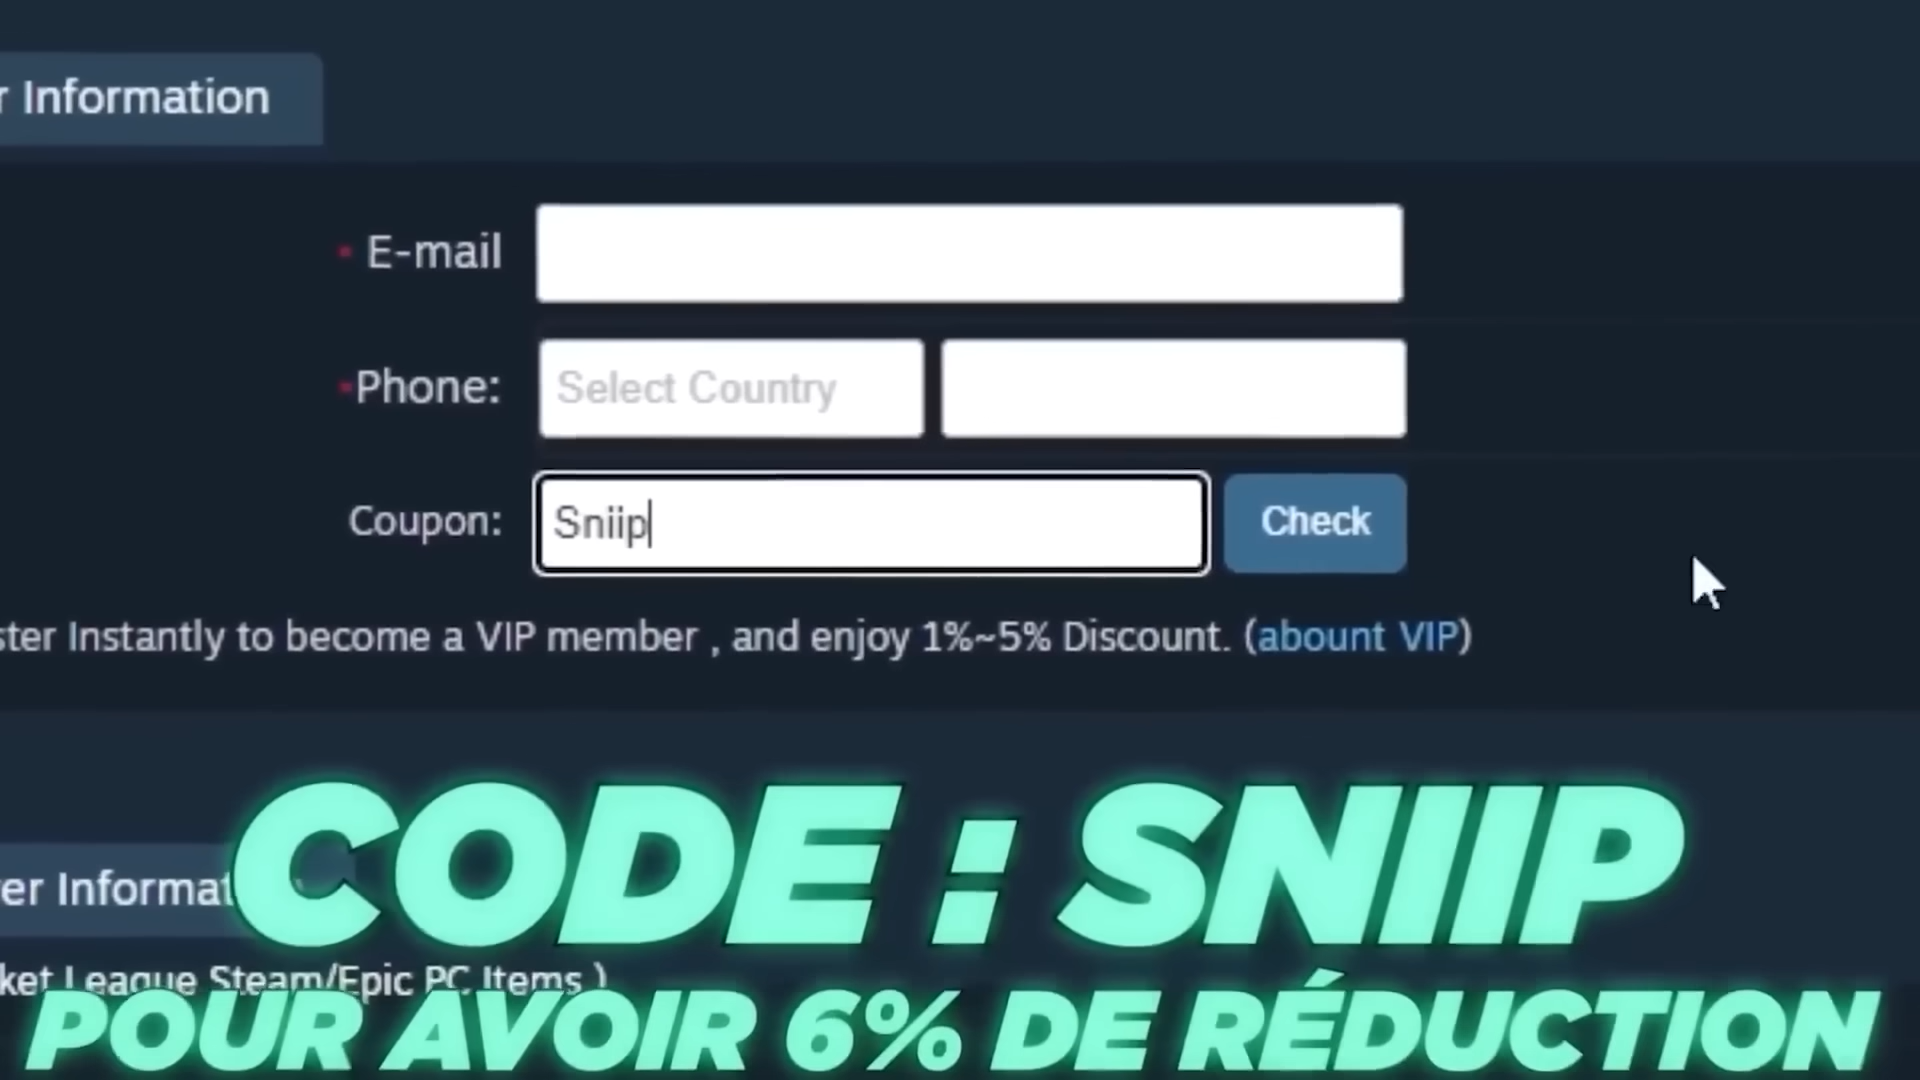 r Information
E-mail
Phone:
Select Country
Coupon:
Sniip
Check
ster Instantly to become a VIP member , and enjoy 1%~5% Discount. (abount VIP)
CODE : SNIIP
er Informat
ket League Steam/Epic PC Items )
POUR AVOIR 6% DE RÉDUCTION